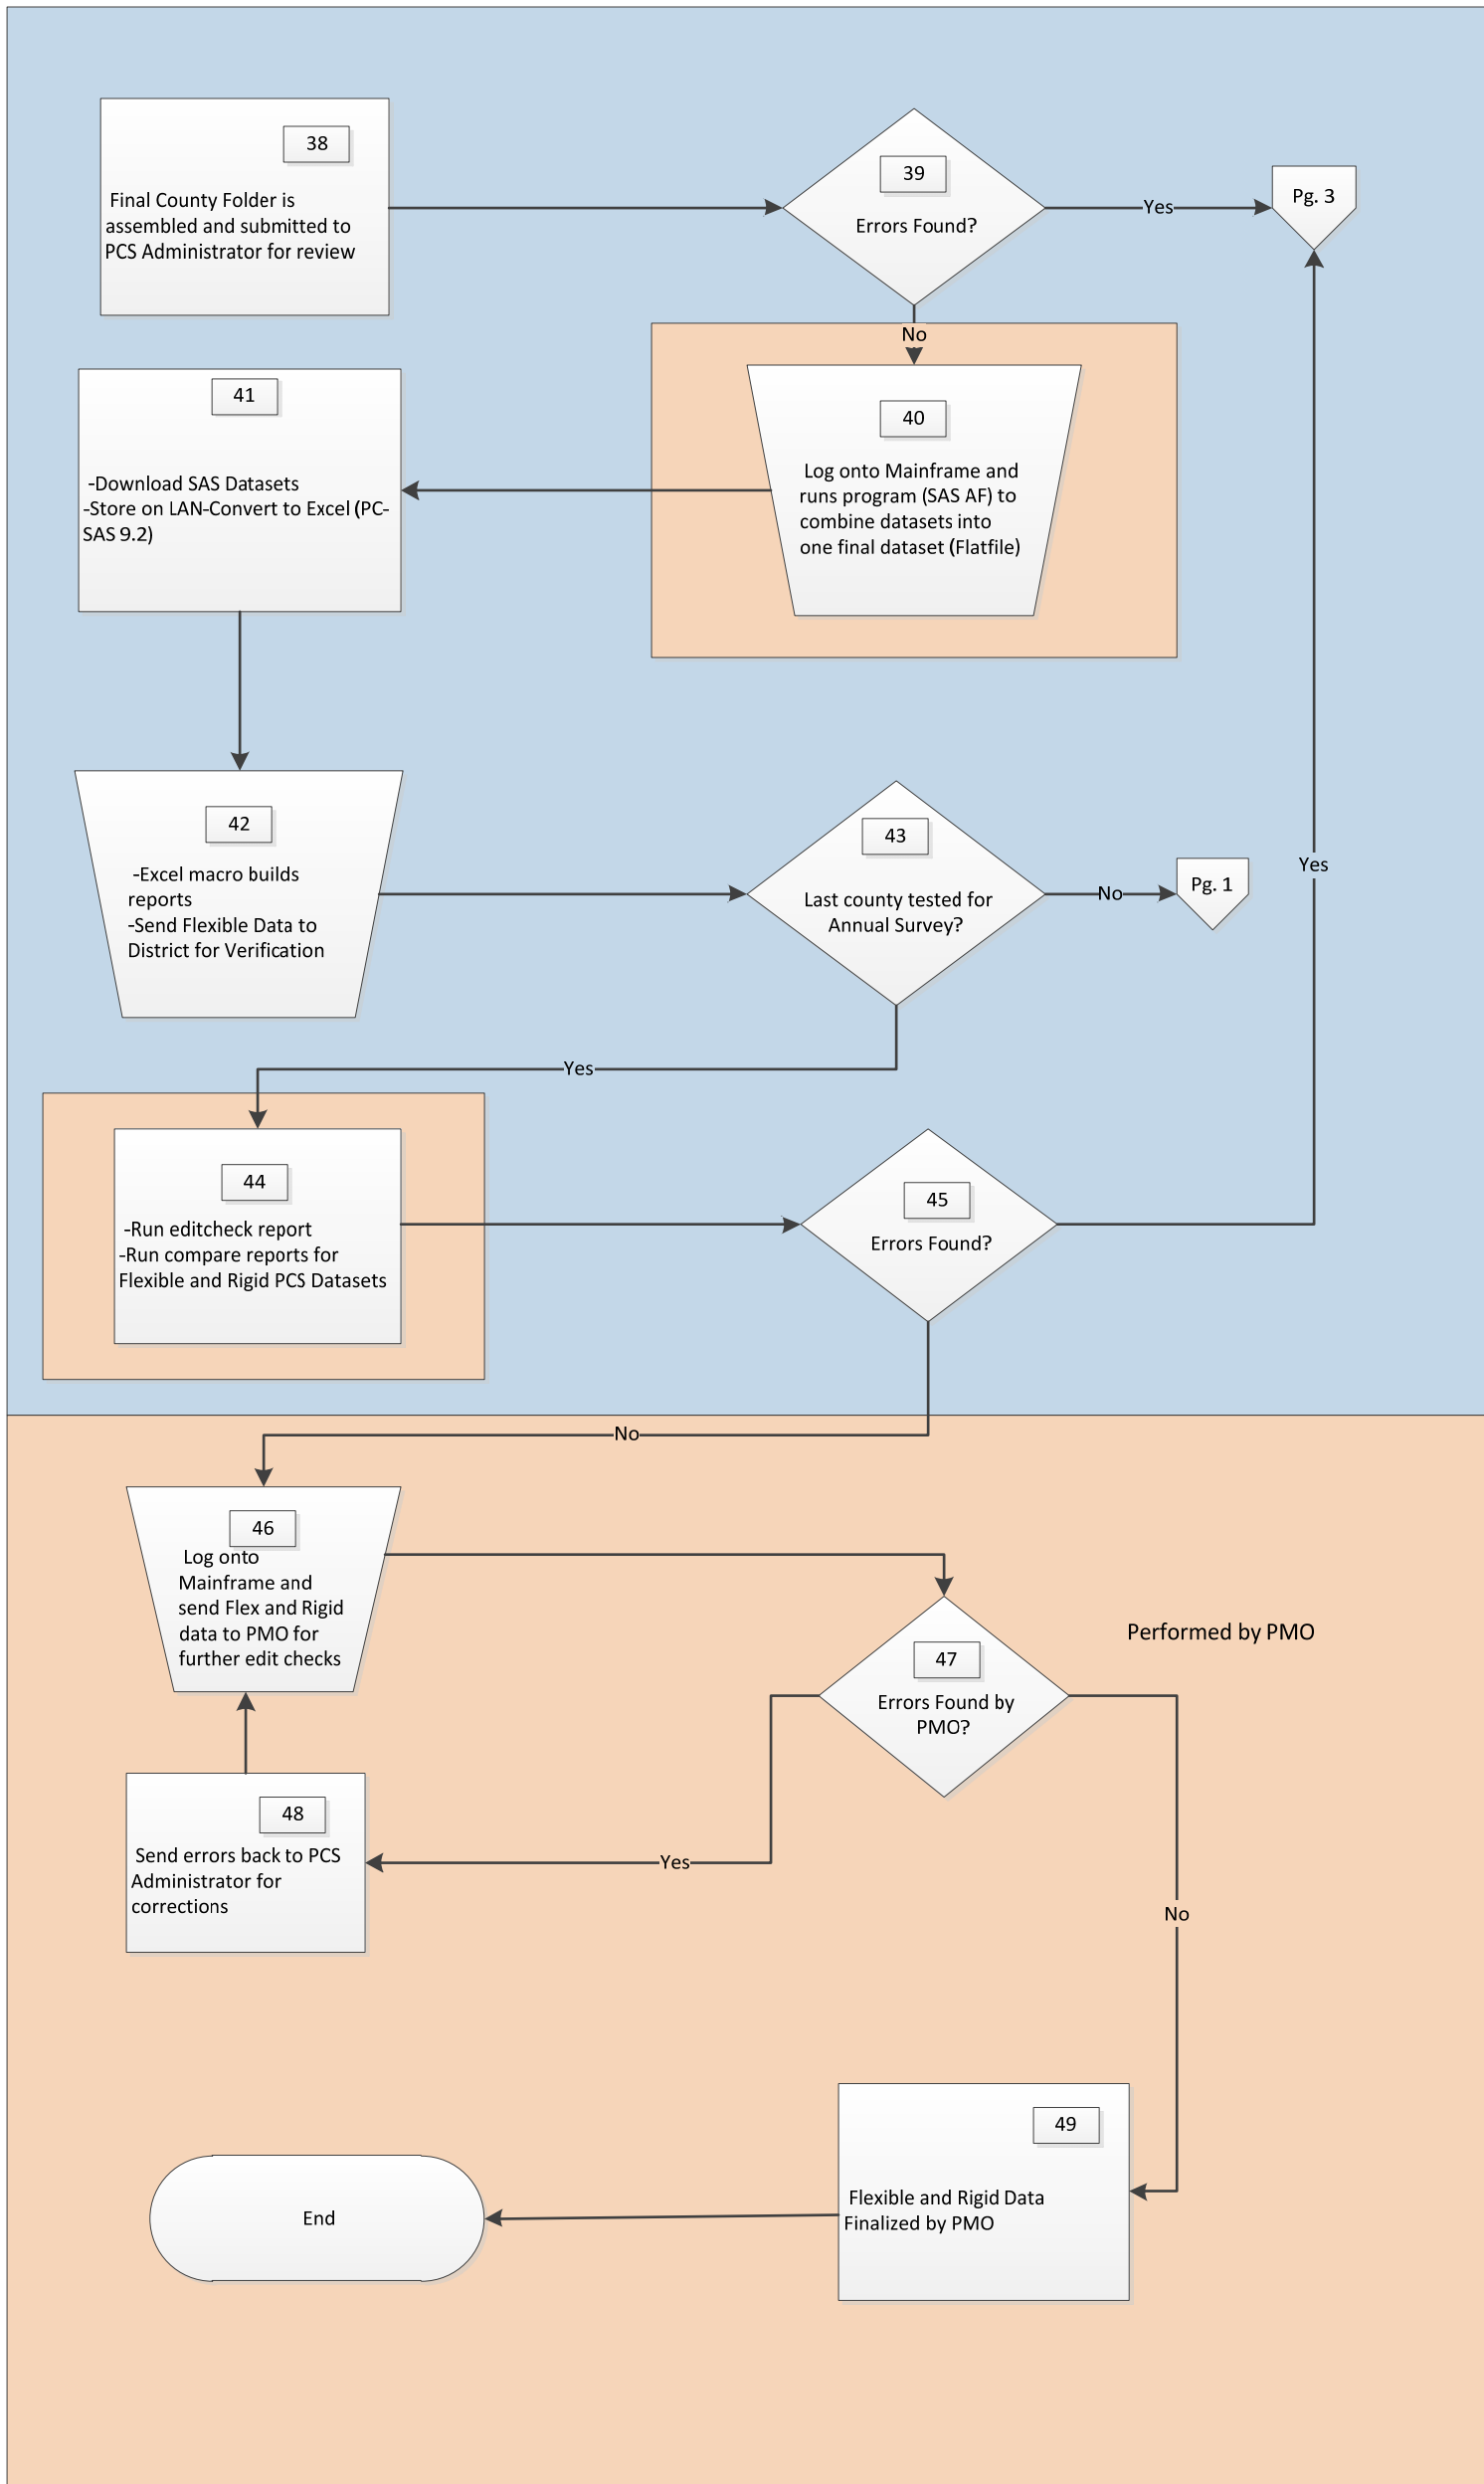 38
Final County Folder is
assembled and submitted to
PCS Administrator for review
39
Errors Found?
Yes
Pg. 3
No
40
Log onto Mainframe and
runs program (SAS AF) to
combine datasets into
one final dataset (Flatfile)
41
-Download SAS Datasets
-Store on LAN-Convert to Excel (PC-
SAS 9.2)
42
-Excel macro builds
reports
-Send Flexible Data to
District for Verification
43
Last county tested for
Annual Survey?
No
Pg. 1
Yes
Yes
44
-Run editcheck report
-Run compare reports for
Flexible and Rigid PCS Datasets
45
Errors Found?
No
46
Log onto
Mainframe and
send Flex and Rigid
data to PMO for
further edit checks
47
Errors Found by
PMO?
Performed by PMO
48
Send errors back to PCS
Administrator for
corrections
Yes
No
49
Flexible and Rigid Data
Finalized by PMO
End